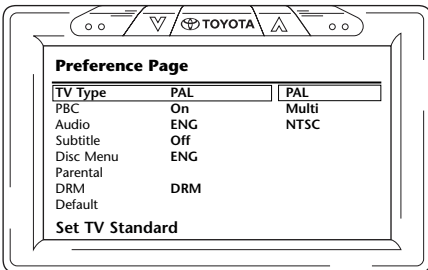 TOYOTA
Preference Page
TV Type PAL PAL
PBC On Multi
Audio ENG NTSC
Subtitle Off
Disc Menu ENG
Parental
DRM DRM
Default
Set TV Standard